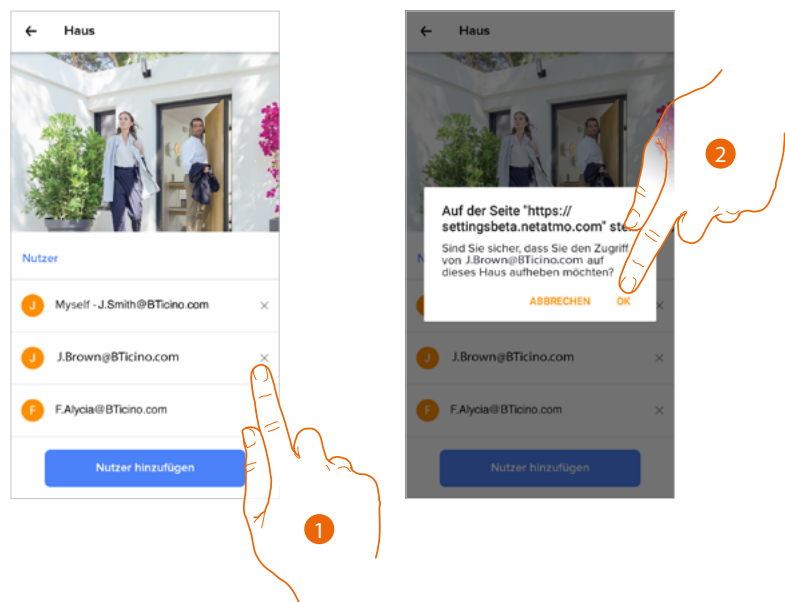 Haus
Nutzer
J
Myself - J.Smith@BTicino.com
J
J.Brown@BTicino.com
F
F.Alycia@BTicino.com
Nutzer hinzufügen
1
Haus
Auf der Seite "https://
settingsbeta.netatmo.com" ste...
Sind Sie sicher, dass Sie den Zugriff
von J.Brown@BTicino.com auf
dieses Haus aufheben möchten?
ABBRECHEN OK
N
J
J.Brown@BTicino.com
F
F.Alycia@BTicino.com
Nutzer hinzufügen
2